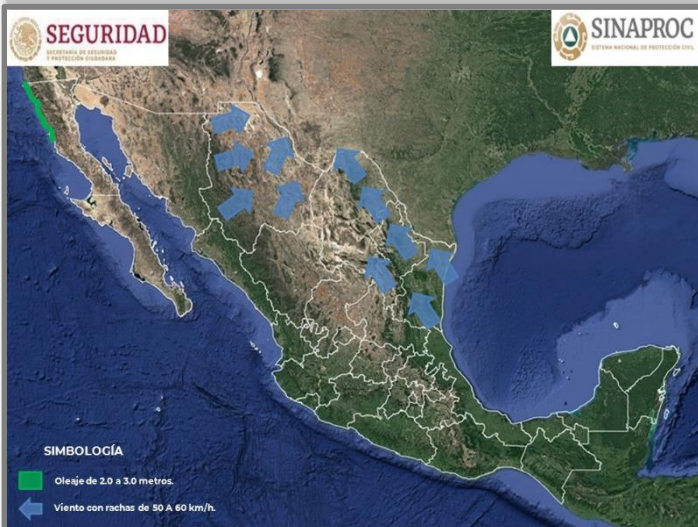 SEGURIDAD
SECRETARÍA DE SEGURIDAD
Y PROTECCIÓN CIUDADANA
SINAPROC
SISTEMA NACIONAL DE PROTECCIÓN CIVIL
SIMBOLOGÍA
Oleaje de 2.0 a 3.0 metros.
Viento con rachas de 50 A 60 km/h.